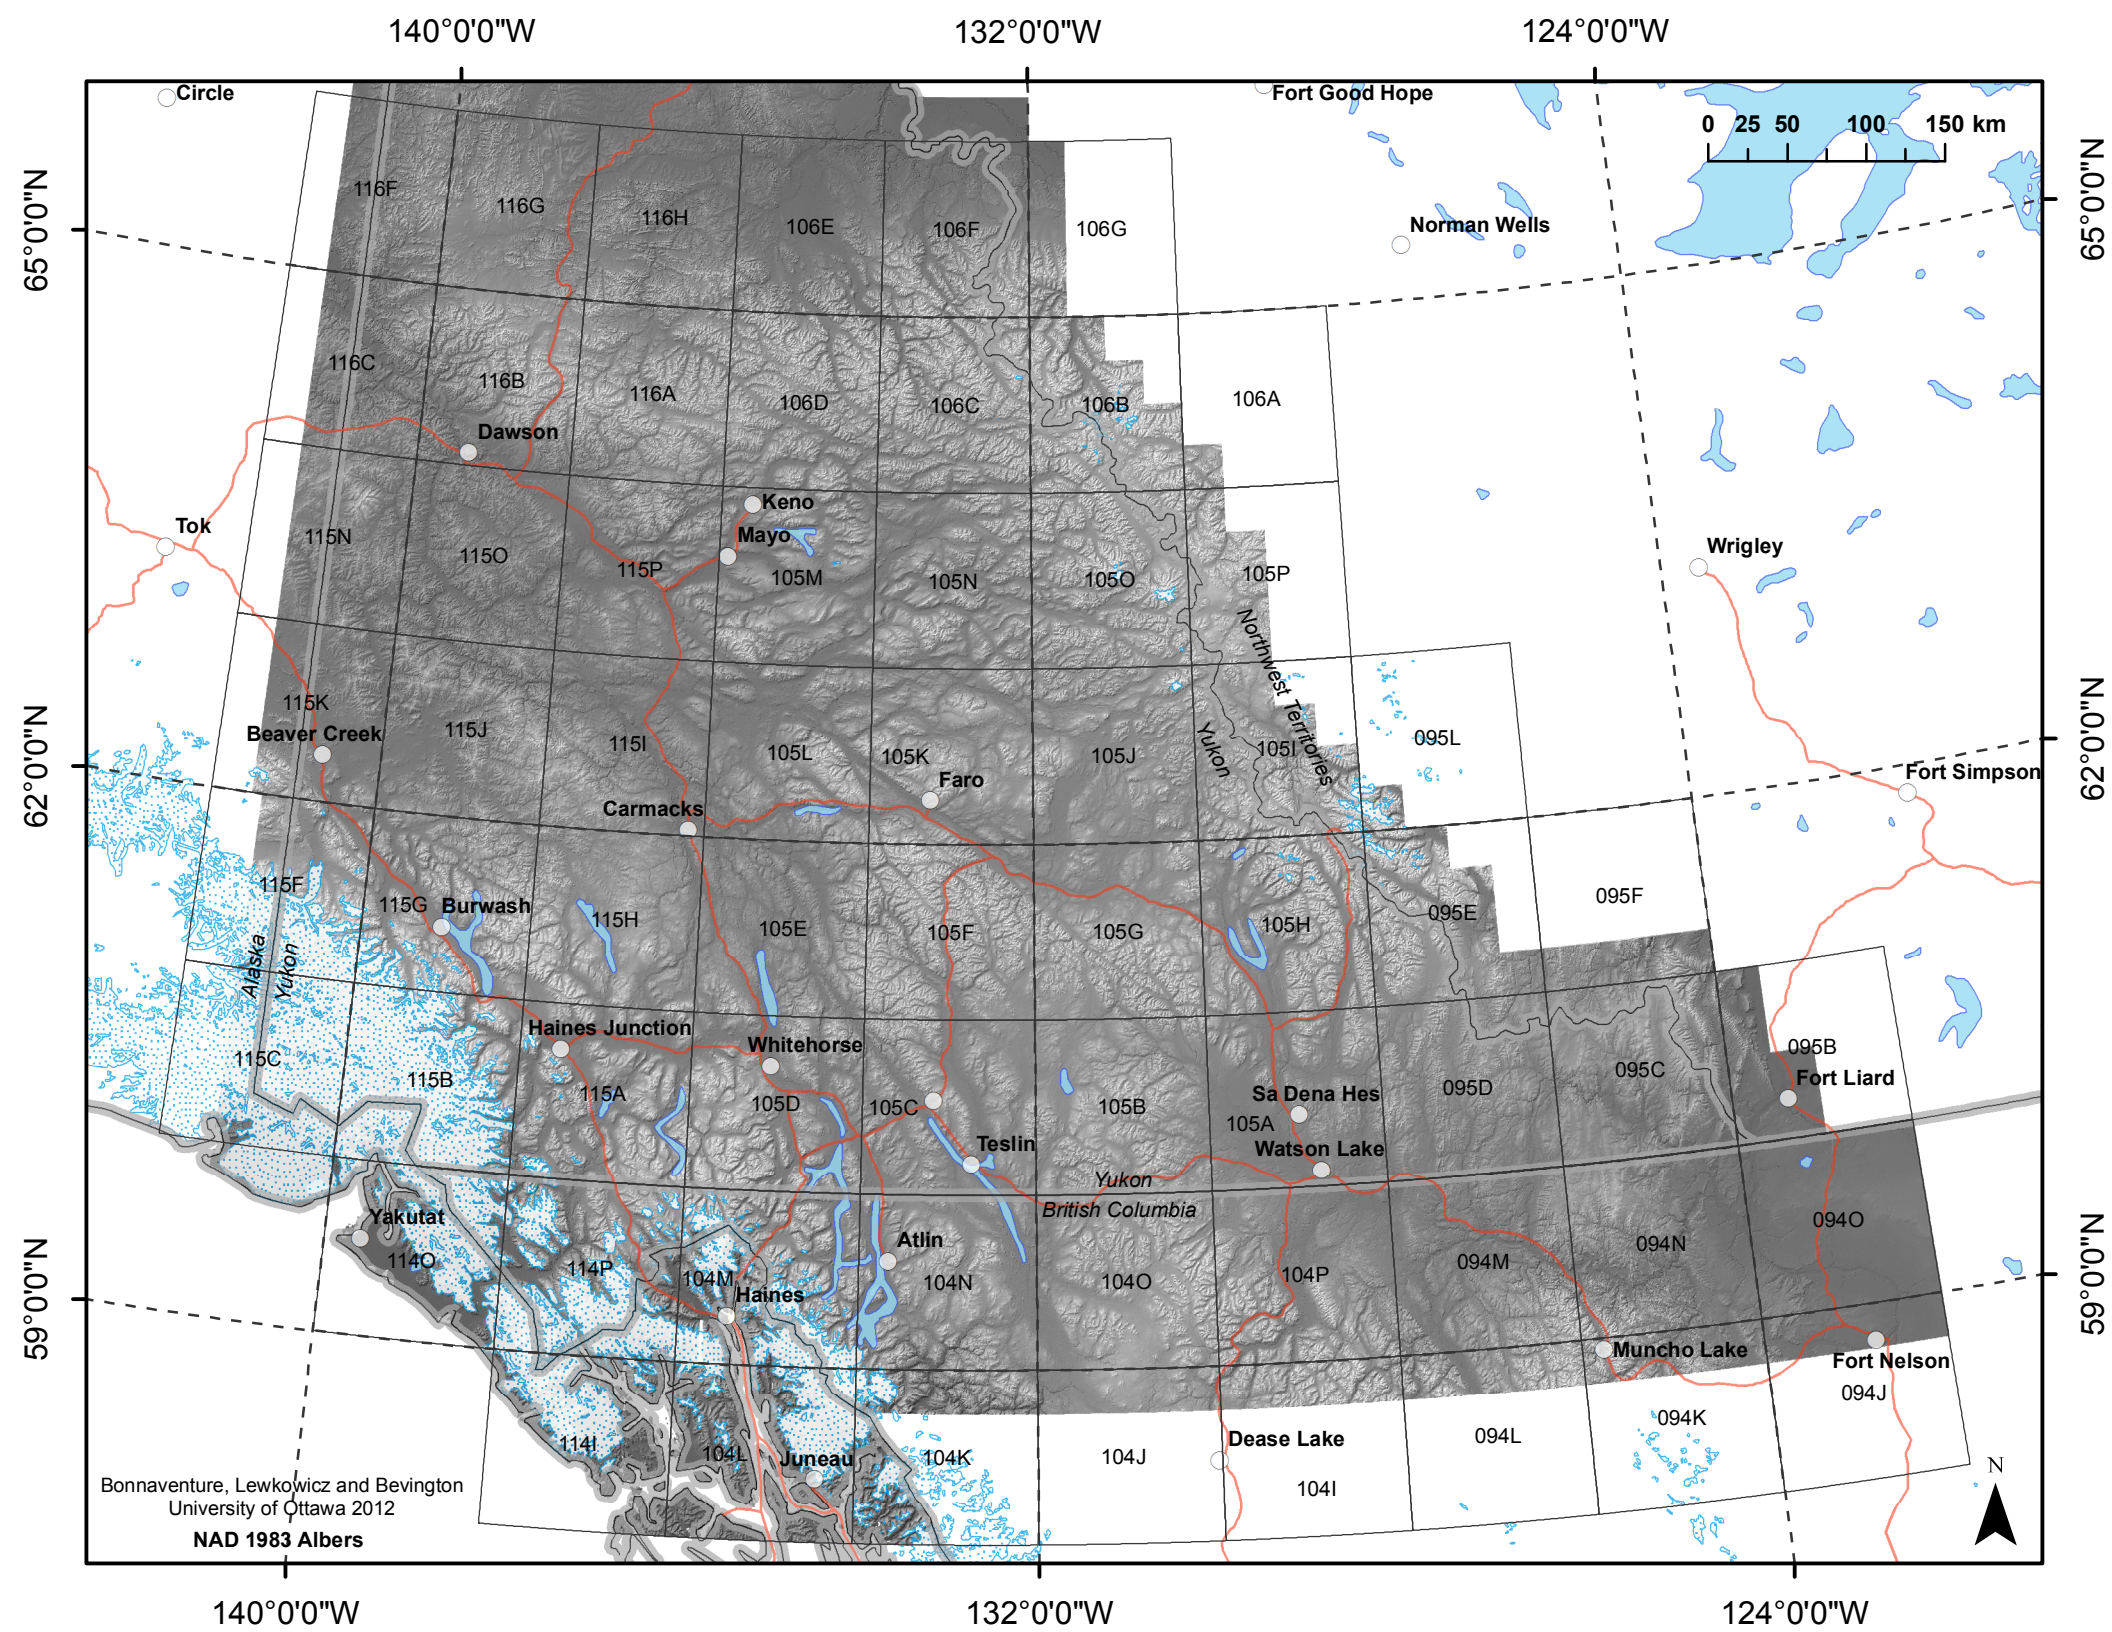 140°0'0"W 132°0'0"W 124°0'0"W
Circle
Fort Good Hope
0 25 50 100 150 km
65°0'0"N
65°0'0"N
116F
116G
116H
106E
106F
106G
Norman Wells
116C
116B
116A
106D
106C
106B
106A
Dawson
Keno
Tok
Mayo
115N
115O
115P
105M
105N
105O
105P
Wrigley
Northwest Territories
62°0'0"N
62°0'0"N
115K
Beaver Creek
115J
115I
105L
105K
105J
Yukon
105I
095L
Faro
Fort Simpson
Carmacks
115F
115G
Burwash
115H
105E
105F
105G
105H
095E
095F
Alaska
Yukon
Haines Junction
Whitehorse
115C
115B
115A
105D
105C
105B
Sa Dena Hes
105A
095D
095C
095B
Fort Liard
Teslin
Watson Lake
Yukon
British Columbia
59°0'0"N
59°0'0"N
Yakutat
114O
114P
104M
Haines
Atlin
104N
104O
104P
094M
094N
094O
Muncho Lake
Fort Nelson
094J
114I
104L
Juneau
104K
104J
Dease Lake
104I
094L
094K
N
Bonnaventure, Lewkowicz and Bevington
University of Ottawa 2012
NAD 1983 Albers
140°0'0"W 132°0'0"W 124°0'0"W